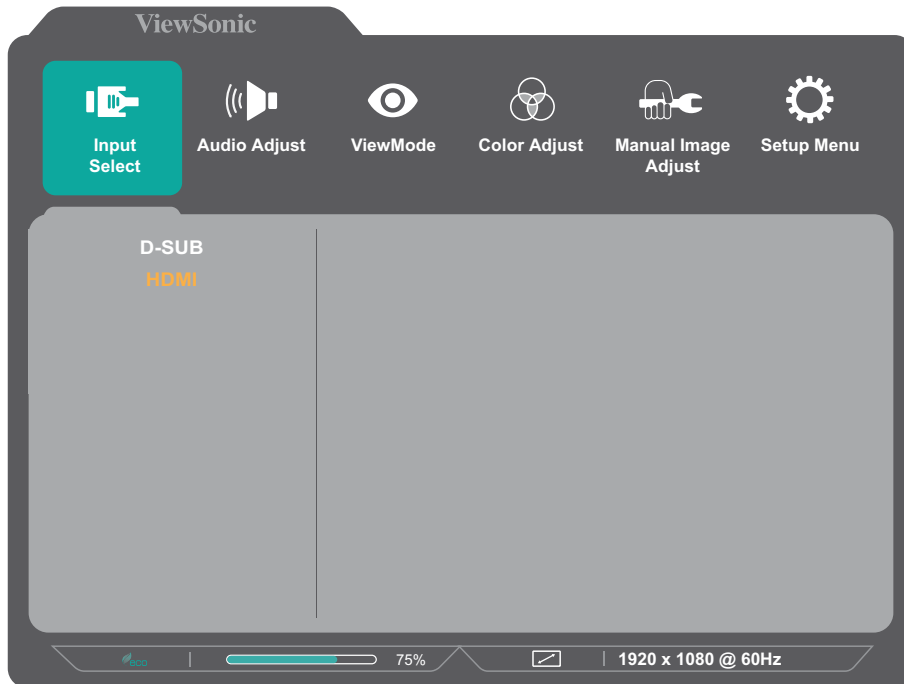 ViewSonic
Input
Select
Audio Adjust
ViewMode
Color Adjust
Manual Image
Adjust
Setup Menu
D-SUB
HDMI
eco
75%
1920 x 1080 @ 60Hz